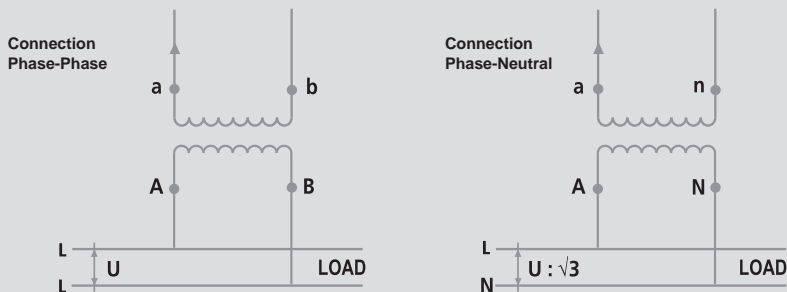 Connection
Phase-Phase
a
b
A
B
L
U
LOAD
L
Connection
Phase-Neutral
a
n
A
N
L
U : √3
LOAD
N